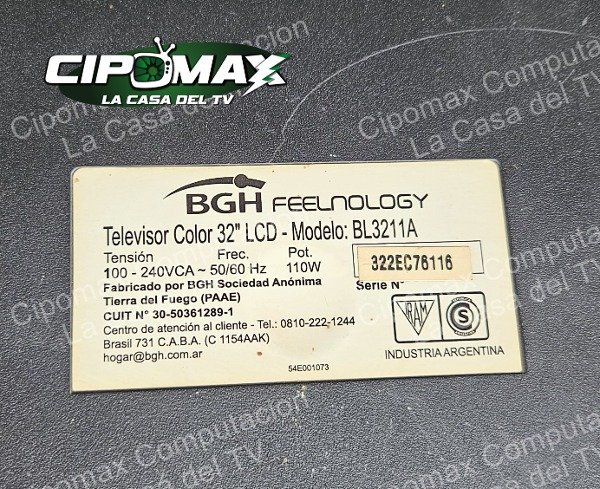 CIPOMAX
LA CASA DEL TV
Cipomax Computacion
La Casa del TV
BGH FEELNOLOGY
Televisor Color 32" LCD - Modelo: BL3211A
Tensión Frec. Pot.
100 - 240VCA ~ 50/60 Hz 110W
322EC76116
Fabricado por BGH Sociedad Anónima Serie N°
Tierra del Fuego (PAAE)
CUIT N° 30-50361289-1
Centro de atención al cliente - Tel.: 0810-222-1244
Brasil 731 C.A.B.A. (C 1154AAK)
hogar@bgh.com.ar
IRAM
S
INDUSTRIA ARGENTINA
54E001073
Cipomax Computacion
La Casa del TV